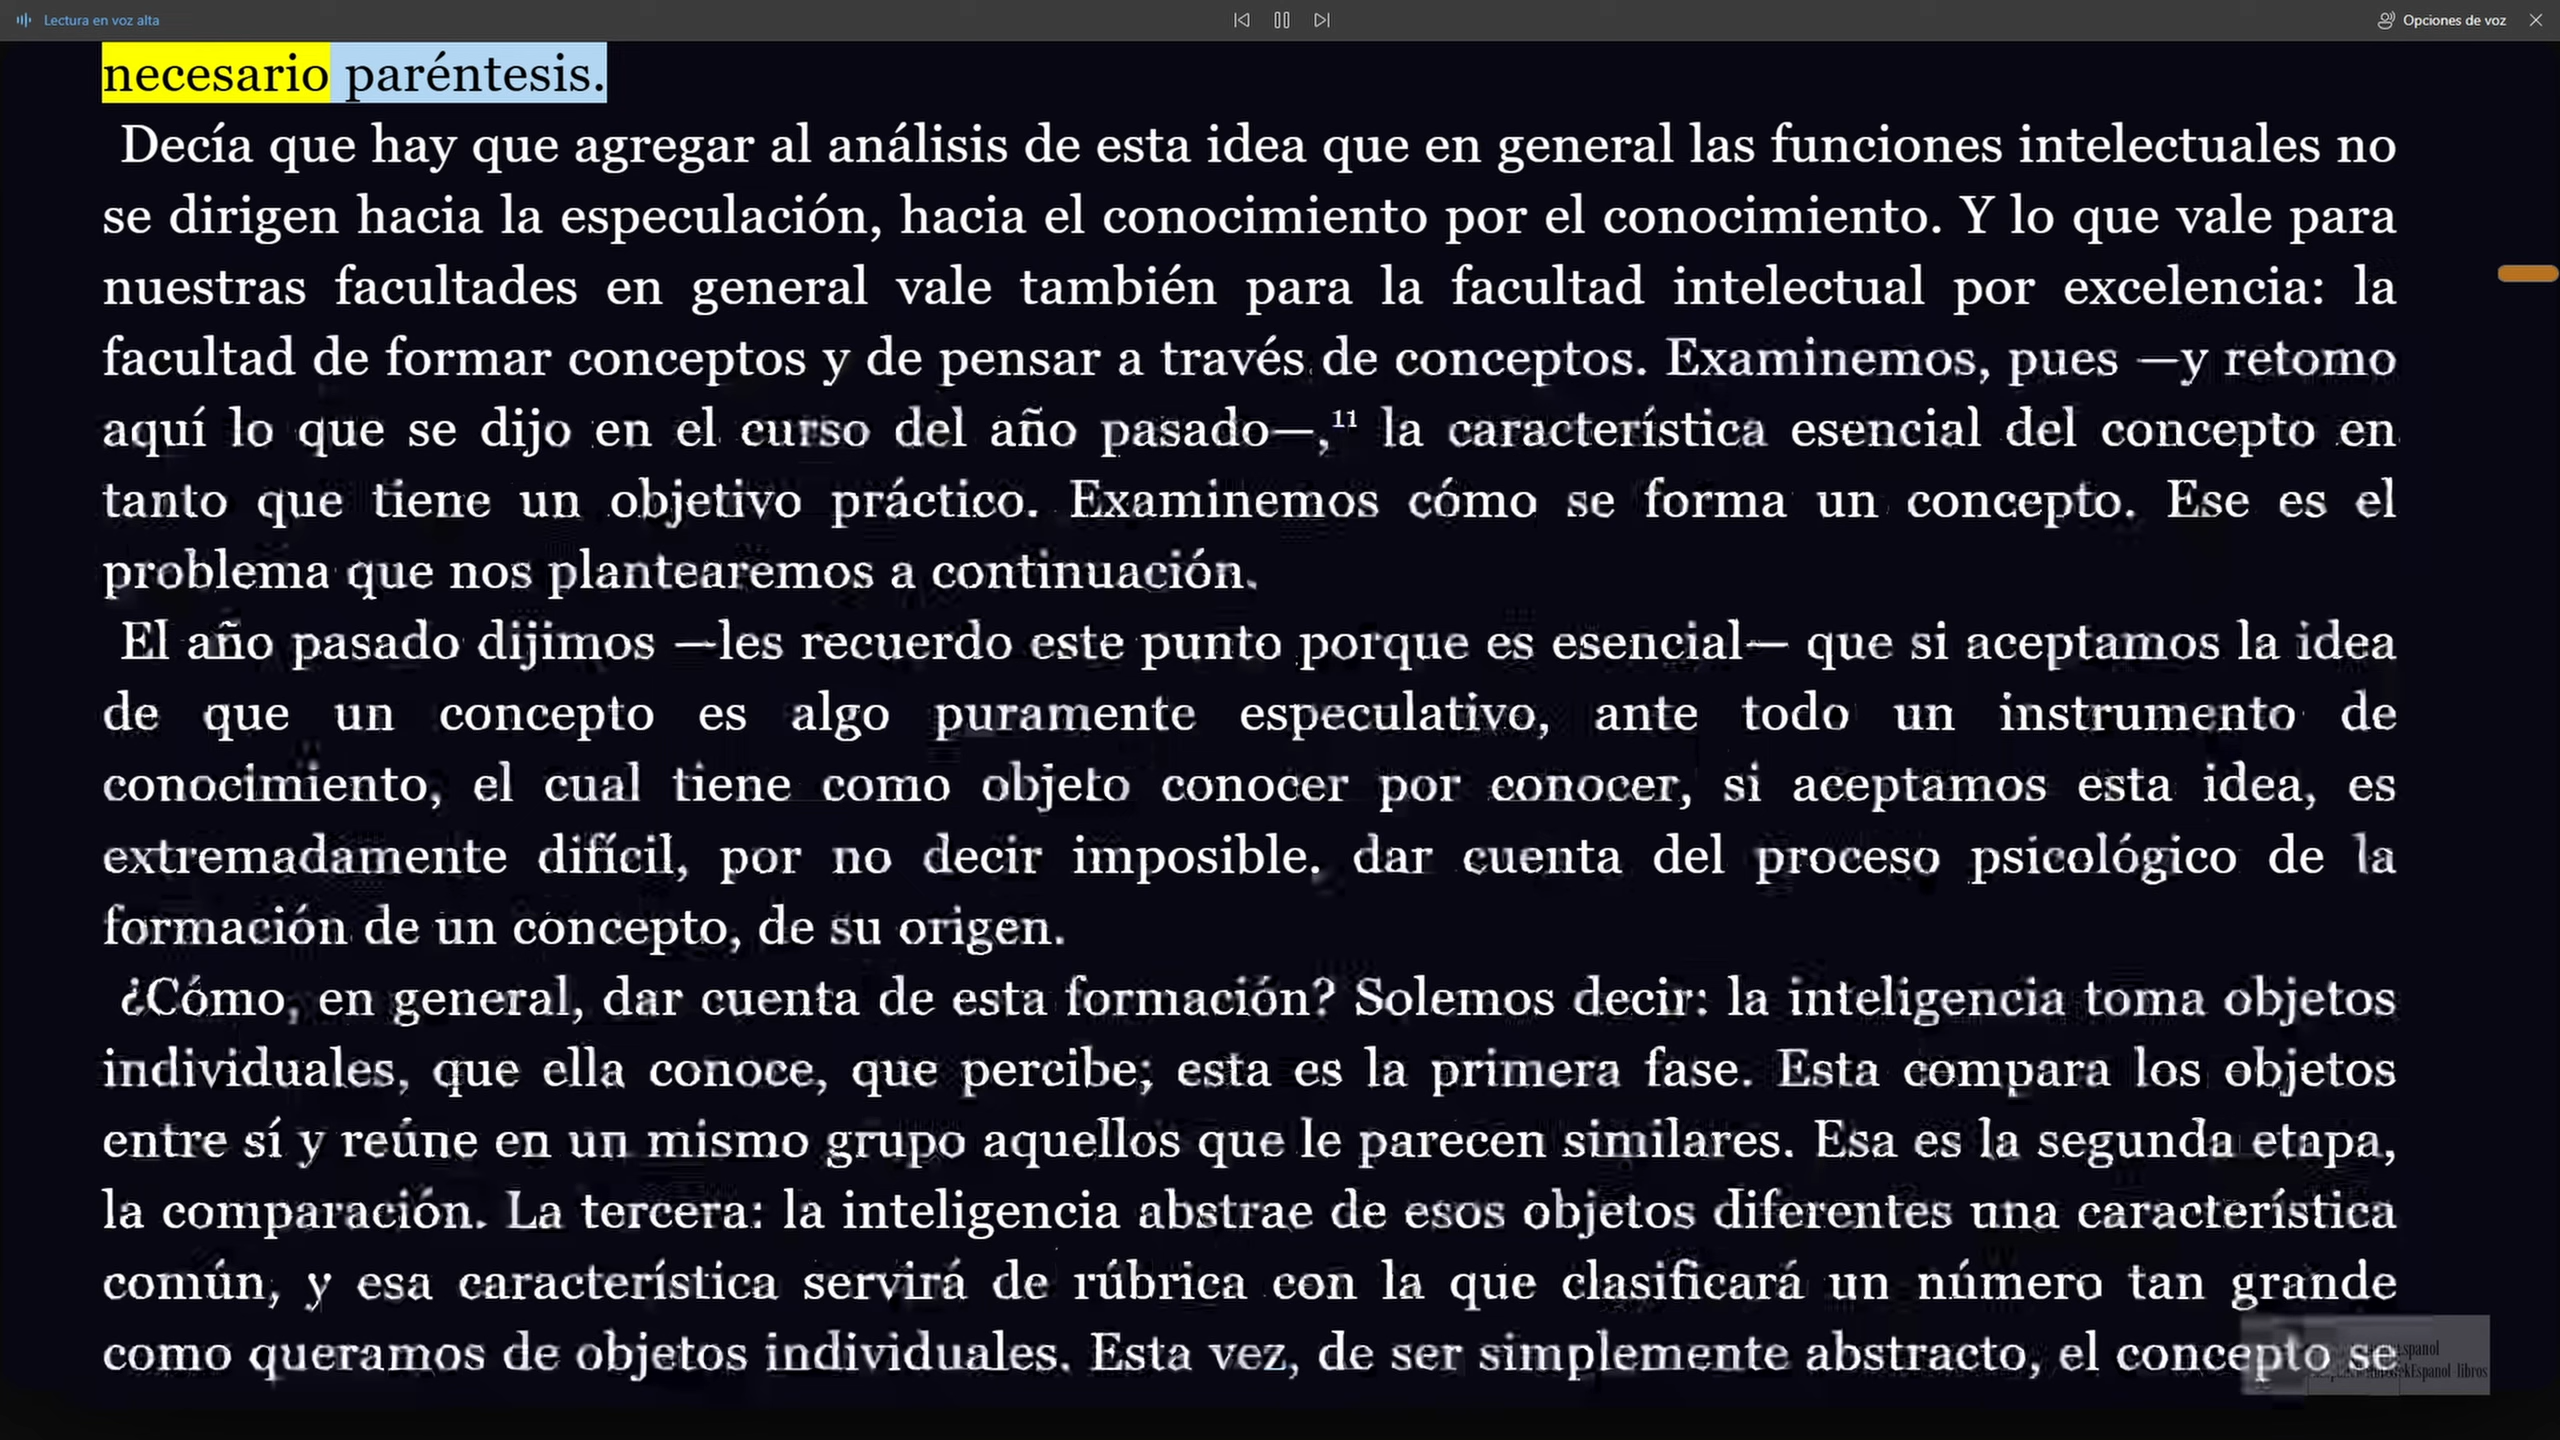 Lectura en voz alta
Opciones de voz
necesario paréntesis.
Decía que hay que agregar al análisis de esta idea que en general las funciones intelectuales no
se dirigen hacia la especulación, hacia el conocimiento por el conocimiento. Y lo que vale para
nuestras facultades en general vale también para la facultad intelectual por excelencia: la
facultad de formar conceptos y de pensar a través de conceptos. Examinemos, pues —y retomo
aquí lo que se dijo en el curso del año pasado—,¹¹ la característica esencial del concepto en
tanto que tiene un objetivo práctico. Examinemos cómo se forma un concepto. Ese es el
problema que nos plantearemos a continuación.
El año pasado dijimos —les recuerdo este punto porque es esencial— que si aceptamos la idea
de que un concepto es algo puramente especulativo, ante todo un instrumento de
conocimiento, el cual tiene como objeto conocer por conocer, si aceptamos esta idea, es
extremadamente difícil, por no decir imposible. dar cuenta del proceso psicológico de la
formación de un concepto, de su origen.
¿Cómo, en general, dar cuenta de esta formación? Solemos decir: la inteligencia toma objetos
individuales, que ella conoce, que percibe; esta es la primera fase. Esta compara los objetos
entre sí y reúne en un mismo grupo aquellos que le parecen similares. Esa es la segunda etapa,
la comparación. La tercera: la inteligencia abstrae de esos objetos diferentes una característica
común, y esa característica servirá de rúbrica con la que clasificará un número tan grande
como queramos de objetos individuales. Esta vez, de ser simplemente abstracto, el concepto se